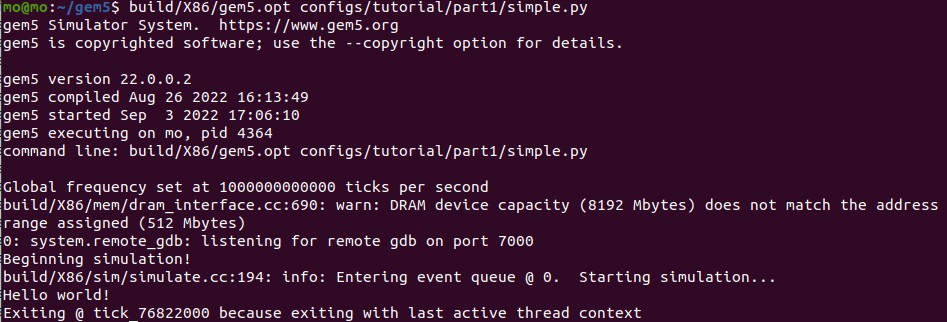 mo@mo:~/gem5$ build/X86/gem5.opt configs/tutorial/part1/simple.py
gem5 Simulator System.  https://www.gem5.org
gem5 is copyrighted software; use the --copyright option for details.
gem5 version 22.0.0.2
gem5 compiled Aug 26 2022 16:13:49
gem5 started Sep  3 2022 17:06:10
gem5 executing on mo, pid 4364
command line: build/X86/gem5.opt configs/tutorial/part1/simple.py
Global frequency set at 1000000000000 ticks per second
build/X86/mem/dram_interface.cc:690: warn: DRAM device capacity (8192 Mbytes) does not match the address
range assigned (512 Mbytes)
0: system.remote_gdb: listening for remote gdb on port 7000
Beginning simulation!
build/X86/sim/simulate.cc:194: info: Entering event queue @ 0.  Starting simulation...
Hello world!
Exiting @ tick_76822000 because exiting with last active thread context